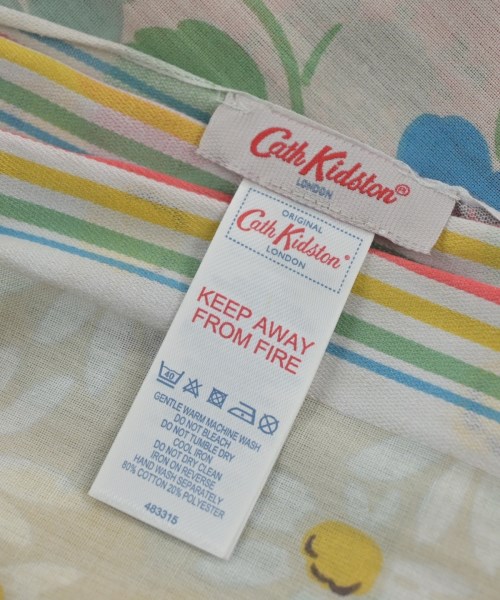 Cath Kidston®
LONDON
ORIGINAL
Cath Kidston
LONDON
KEEP AWAY
FROM FIRE
40
GENTLE WARM MACHINE WASH
DO NOT BLEACH
DO NOT TUMBLE DRY
COOL IRON
DO NOT DRY CLEAN
IRON ON REVERSE
HAND WASH SEPARATELY
80% COTTON 20% POLYESTER
483315